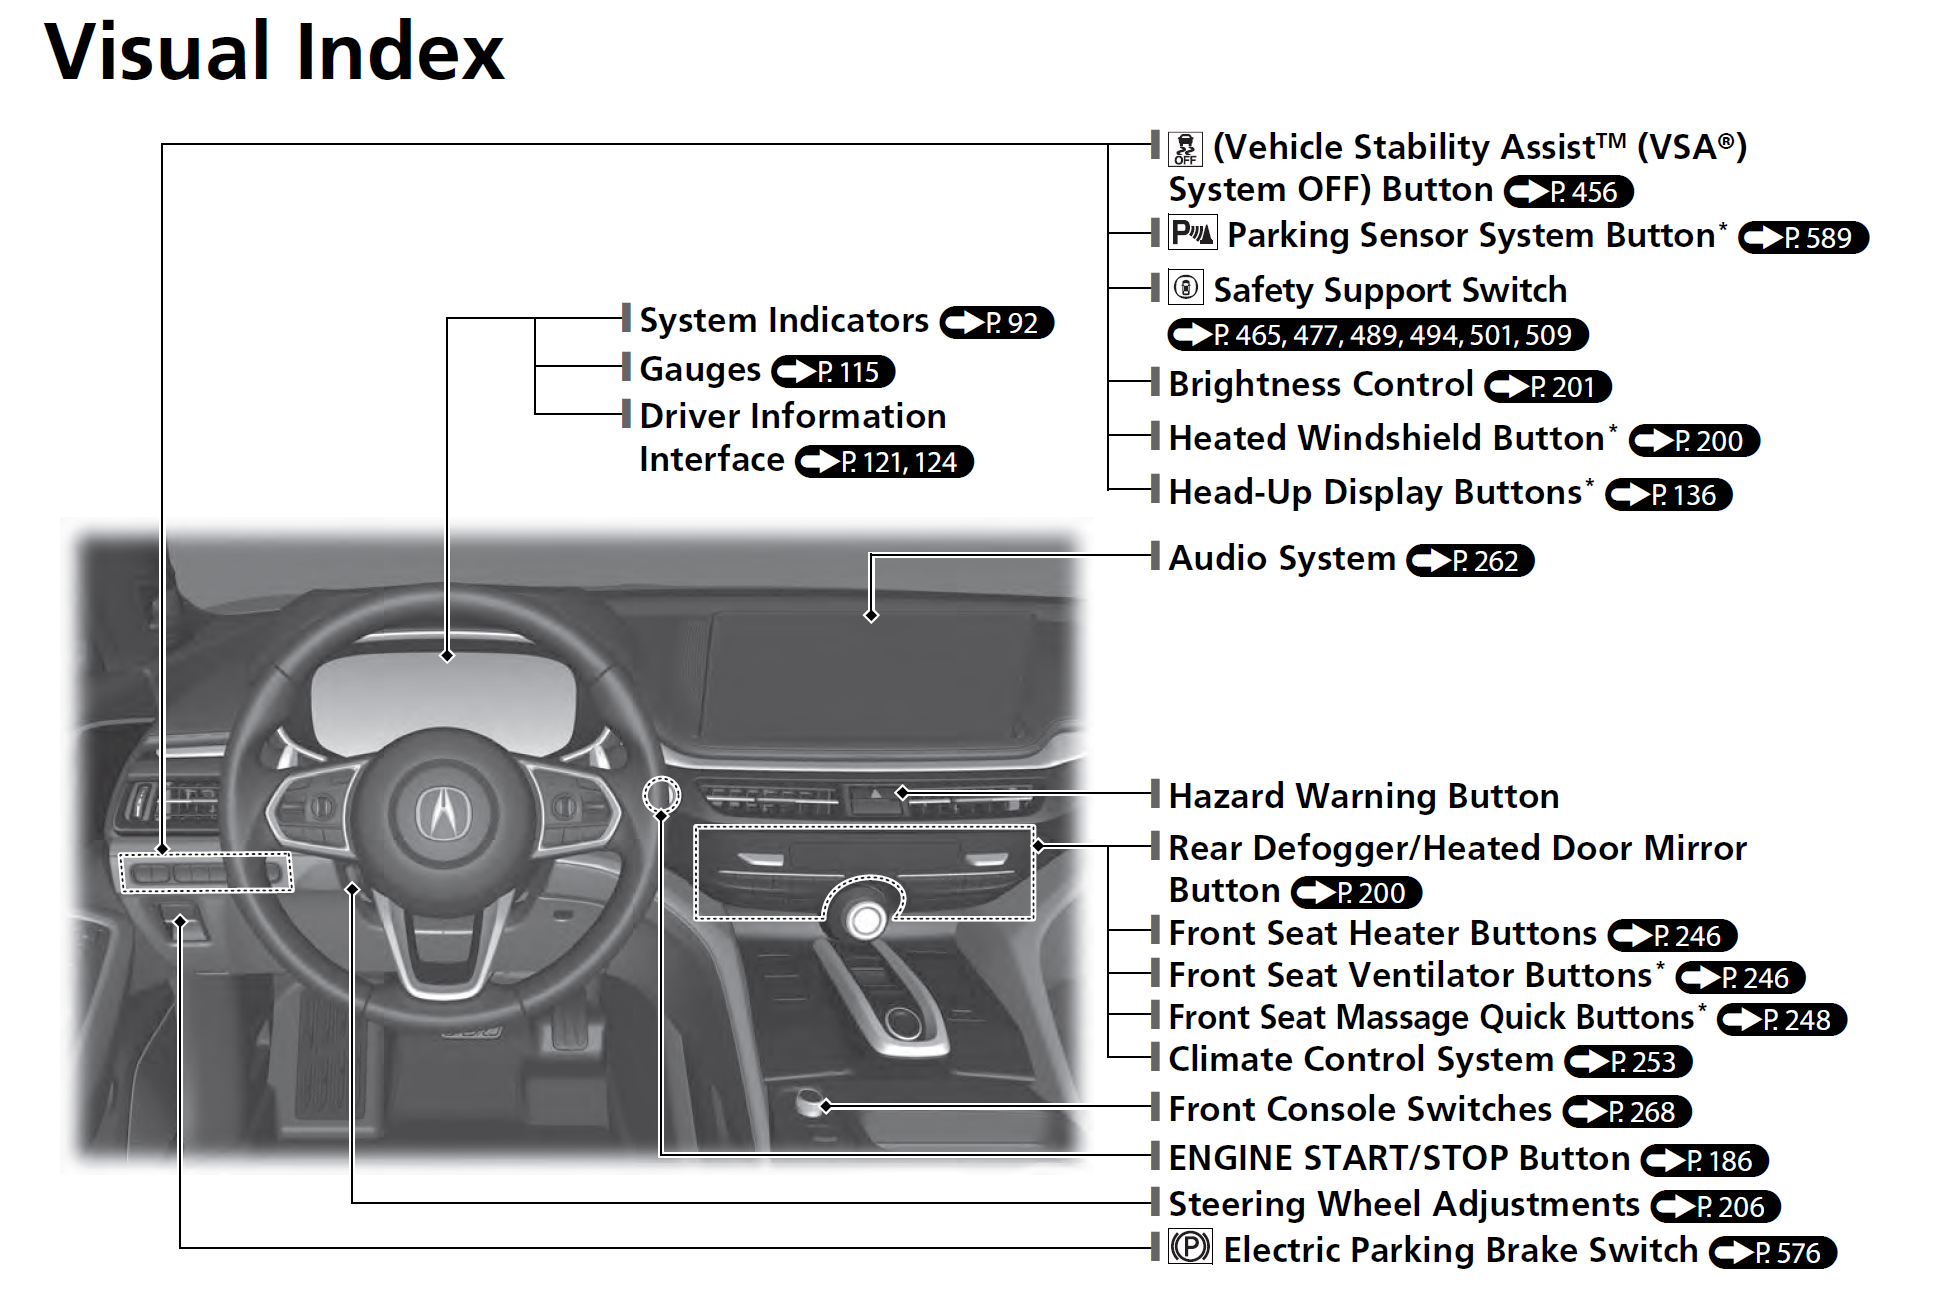 Visual Index
OFF (Vehicle Stability Assist™ (VSA®)
System OFF) Button P. 456
P Parking Sensor System Button* P. 589
Safety Support Switch
P. 465, 477, 489, 494, 501, 509
System Indicators P. 92
Gauges P. 115
Driver Information
Interface P. 121, 124
Brightness Control P. 201
Heated Windshield Button* P. 200
Head-Up Display Buttons* P. 136
Audio System P. 262
Hazard Warning Button
Rear Defogger/Heated Door Mirror
Button P. 200
Front Seat Heater Buttons P. 246
Front Seat Ventilator Buttons* P. 246
Front Seat Massage Quick Buttons* P. 248
Climate Control System P. 253
Front Console Switches P. 268
ENGINE START/STOP Button P. 186
Steering Wheel Adjustments P. 206
P Electric Parking Brake Switch P. 576